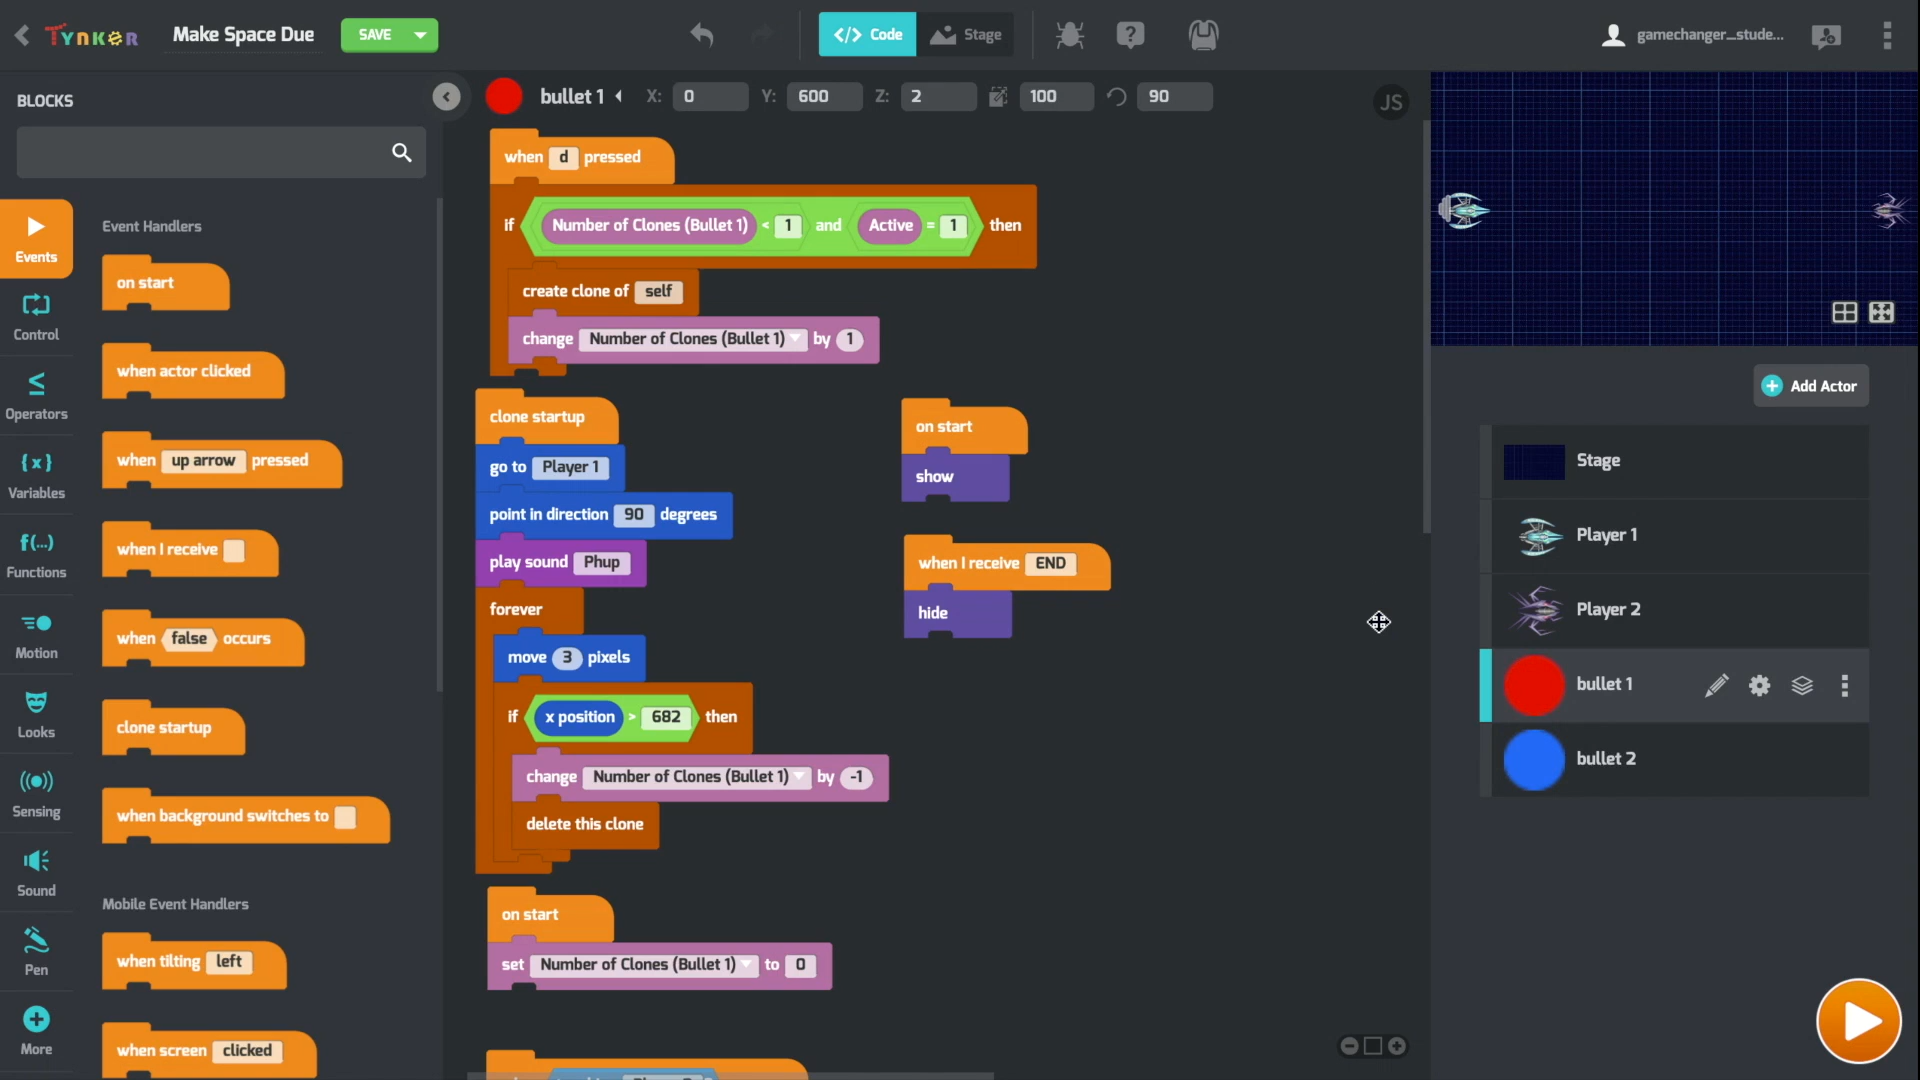 TYNKER
Make Space Due
SAVE
</> Code
Stage
?
gamechanger_stude...
BLOCKS
bullet 1
X: 0
Y: 600
Z: 2
100
90
JS
Events
Control
Operators
Variables
Functions
Motion
Looks
Sensing
Sound
Pen
More
Event Handlers
on start
when actor clicked
when up arrow pressed
when I receive
when false occurs
clone startup
when background switches to
Mobile Event Handlers
when tilting left
when screen clicked
when d pressed
if Number of Clones (Bullet 1) < 1 and Active = 1 then
create clone of self
change Number of Clones (Bullet 1) by 1
clone startup
go to Player 1
point in direction 90 degrees
play sound Phup
forever
move 3 pixels
if x position > 682 then
change Number of Clones (Bullet 1) by -1
delete this clone
on start
set Number of Clones (Bullet 1) to 0
on start
show
when I receive END
hide
Add Actor
Stage
Player 1
Player 2
bullet 1
bullet 2